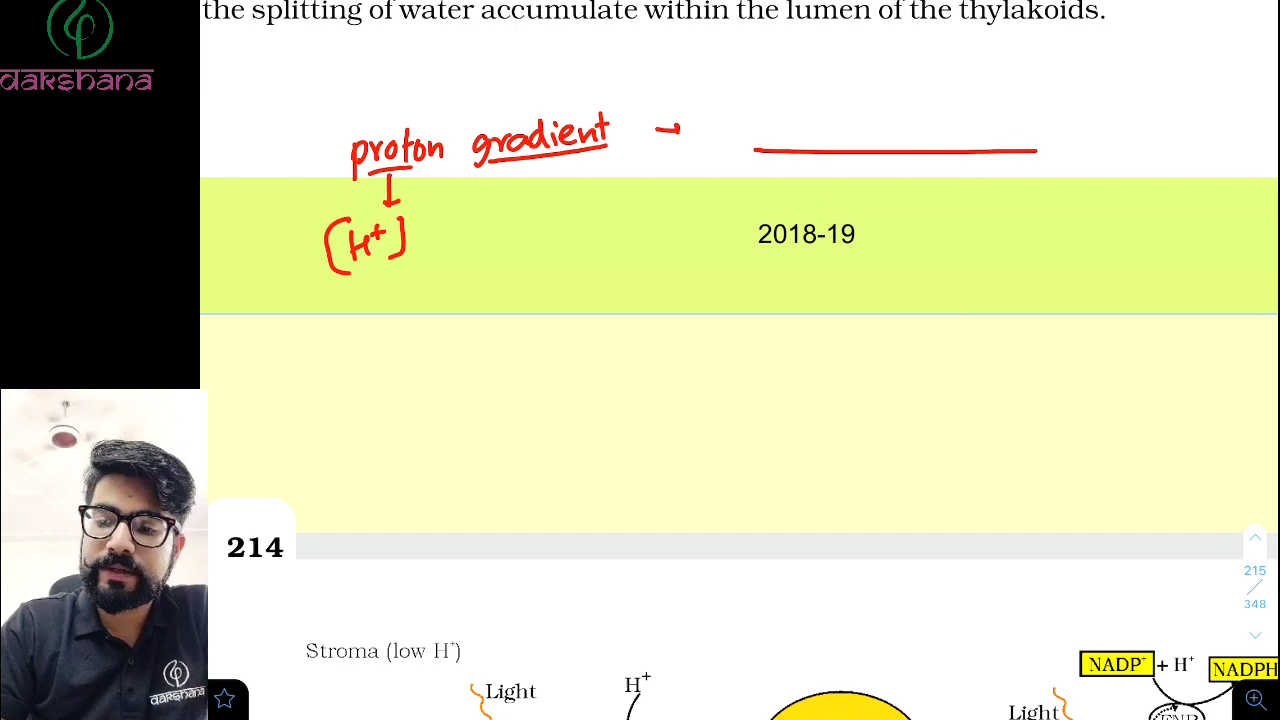 the splitting of water accumulate within the lumen of the thylakoids.
dakshana
proton gradient →
[H+]
2018-19
214
215
348
Stroma (low H+)
Light
H+
NADP+ + H+
NADPH
Light
FNR
dakshana